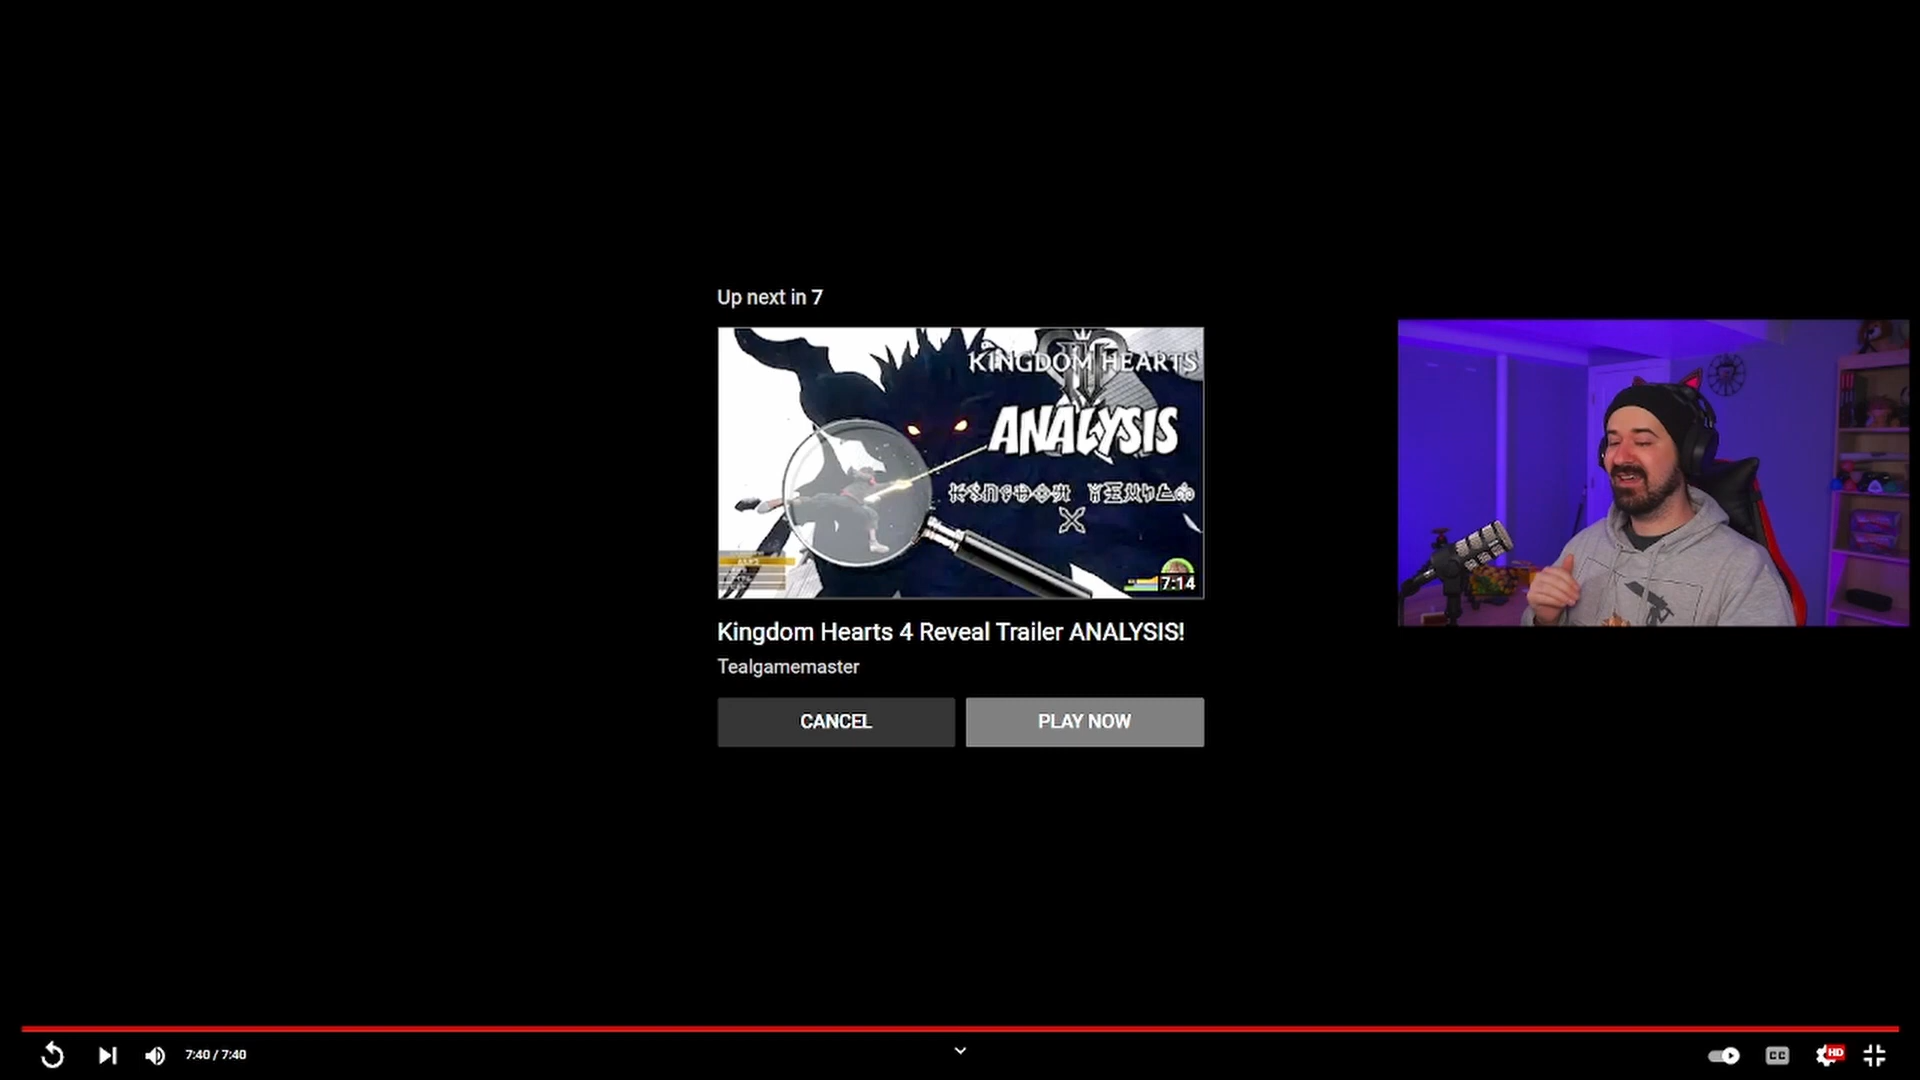 Up next in 7
KINGDOM HEARTS
ANALYSIS
7:14
Kingdom Hearts 4 Reveal Trailer ANALYSIS!
Tealgamemaster
CANCEL
PLAY NOW
7:40 / 7:40
CC
HD